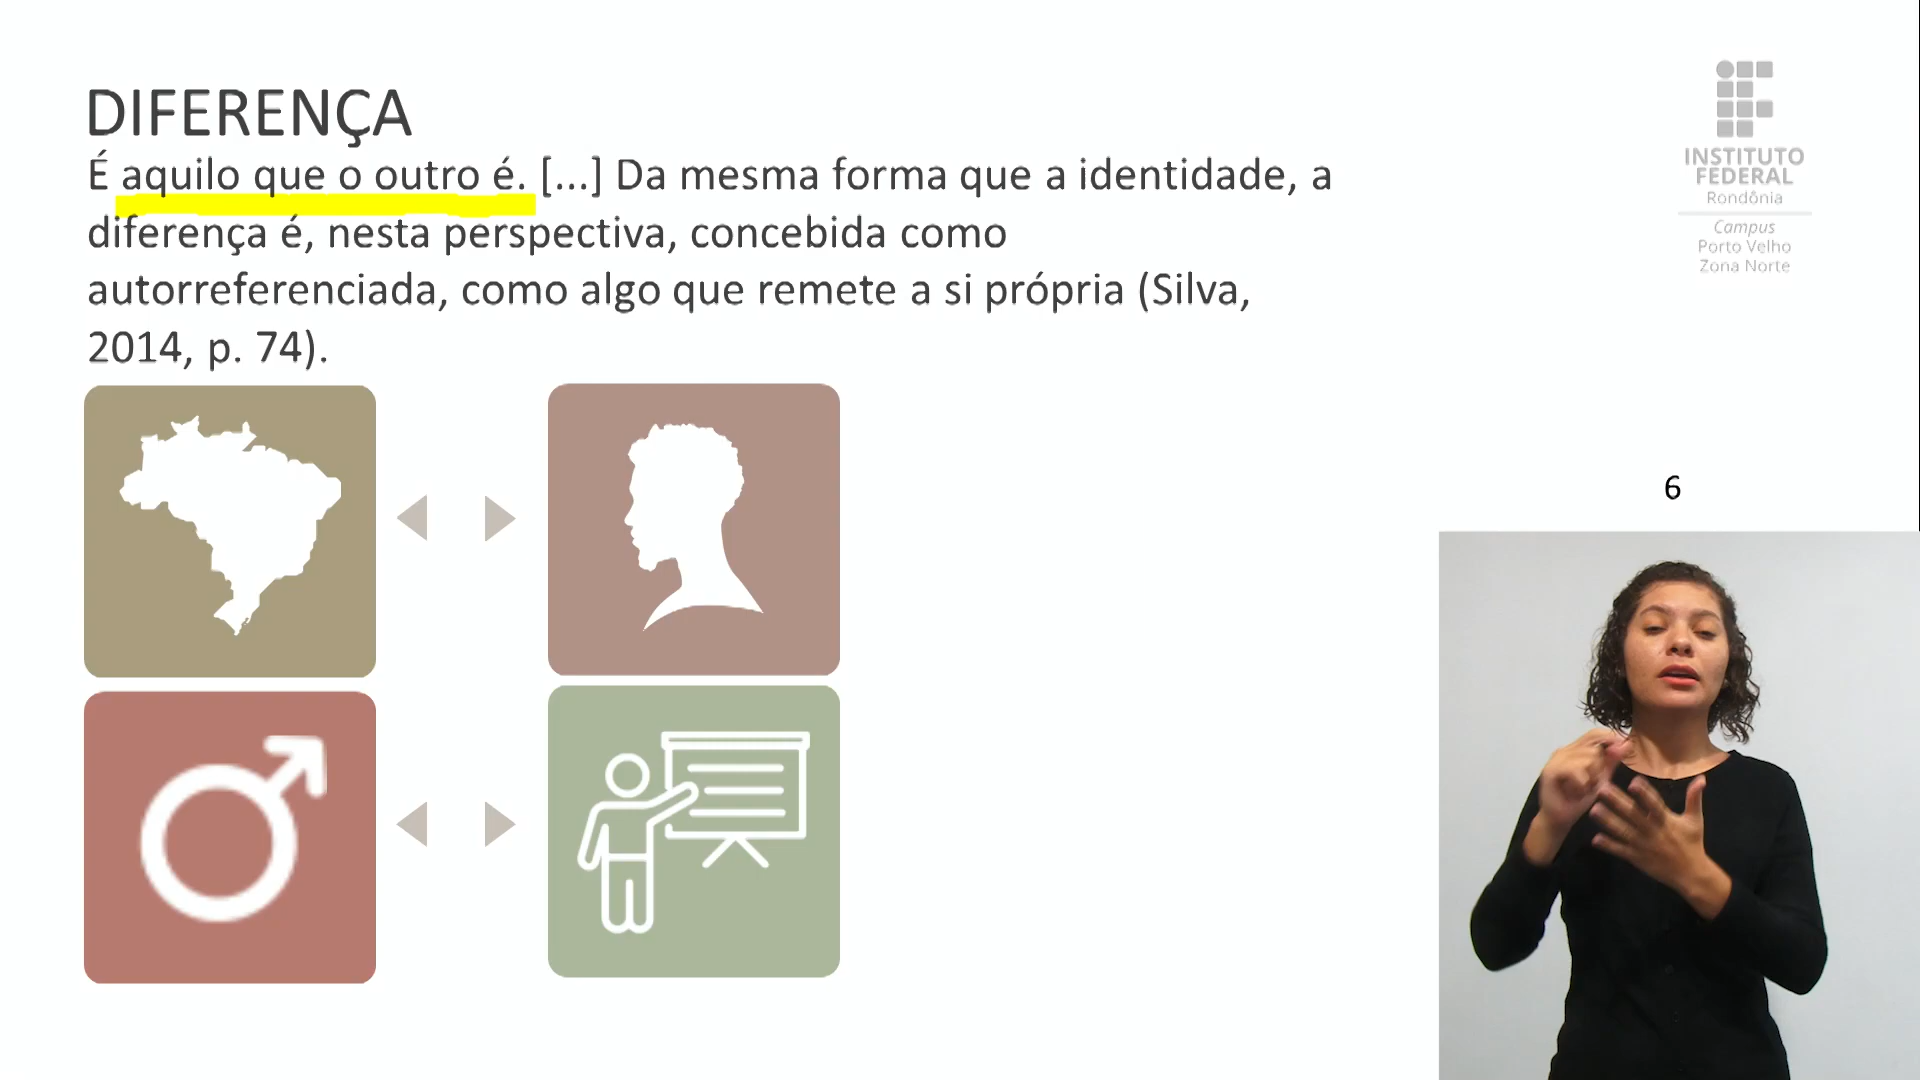 DIFERENÇA
É aquilo que o outro é. [...] Da mesma forma que a identidade, a
diferença é, nesta perspectiva, concebida como
autorreferenciada, como algo que remete a si própria (Silva,
2014, p. 74).
INSTITUTO
FEDERAL
Rondônia
Campus
Porto Velho
Zona Norte
6